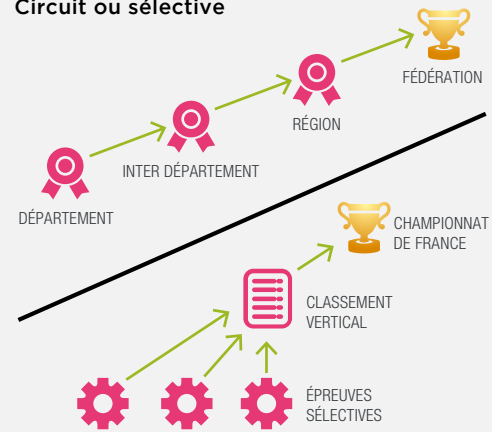 Circuit ou sélective
FÉDÉRATION
RÉGION
INTER DÉPARTEMENT
DÉPARTEMENT
CHAMPIONNAT
DE FRANCE
CLASSEMENT
VERTICAL
ÉPREUVES
SÉLECTIVES